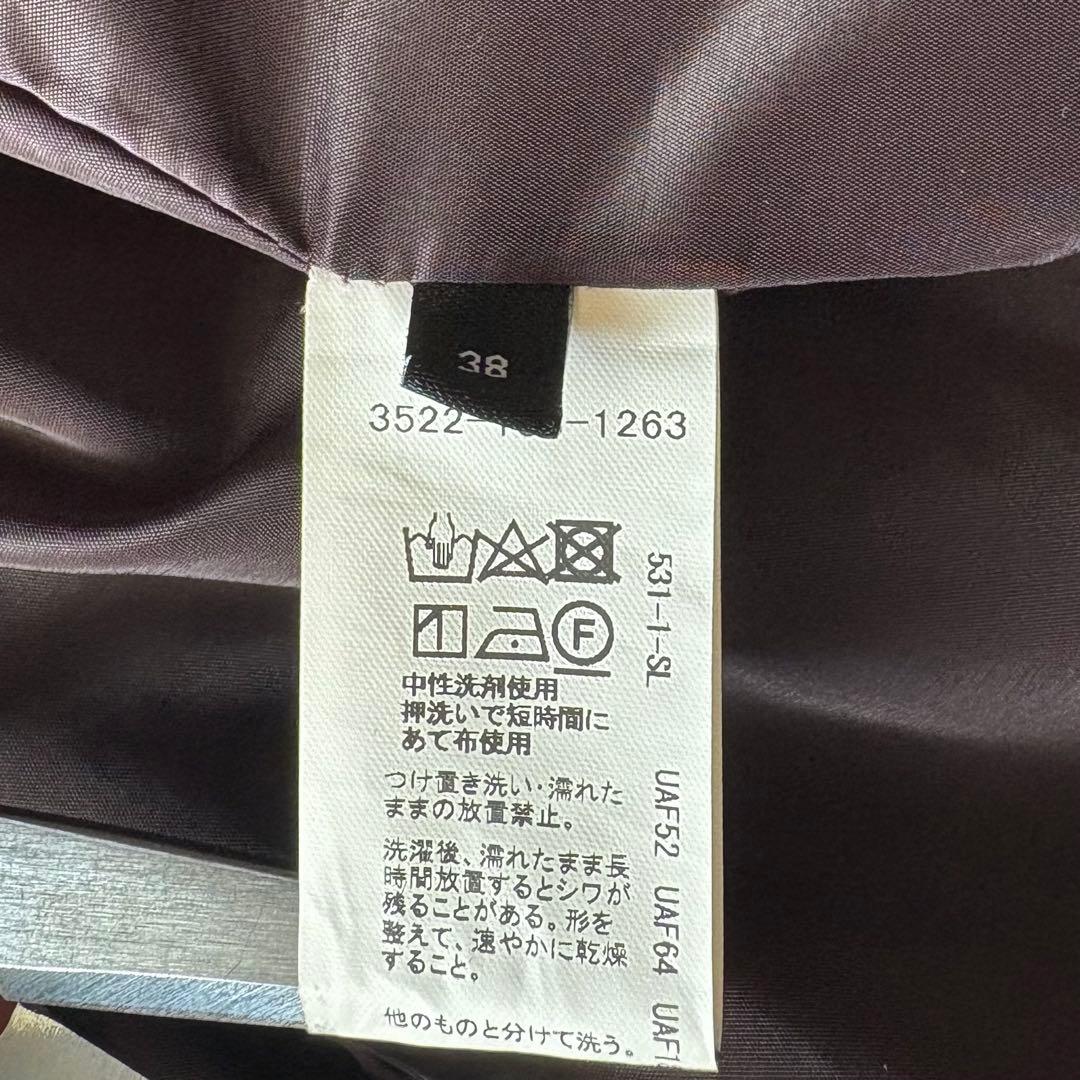 38
3522- -1263
F
中性洗剤使用
押洗いで短時間に
あて布使用
つけ置き洗い・濡れた
ままの放置禁止。
洗濯後、濡れたまま長
時間放置するとシワが
残ることがある。形を
整えて、速やかに乾燥
すること。
他のものと分けて洗う。
531-1-SL
UAF52 UAF64